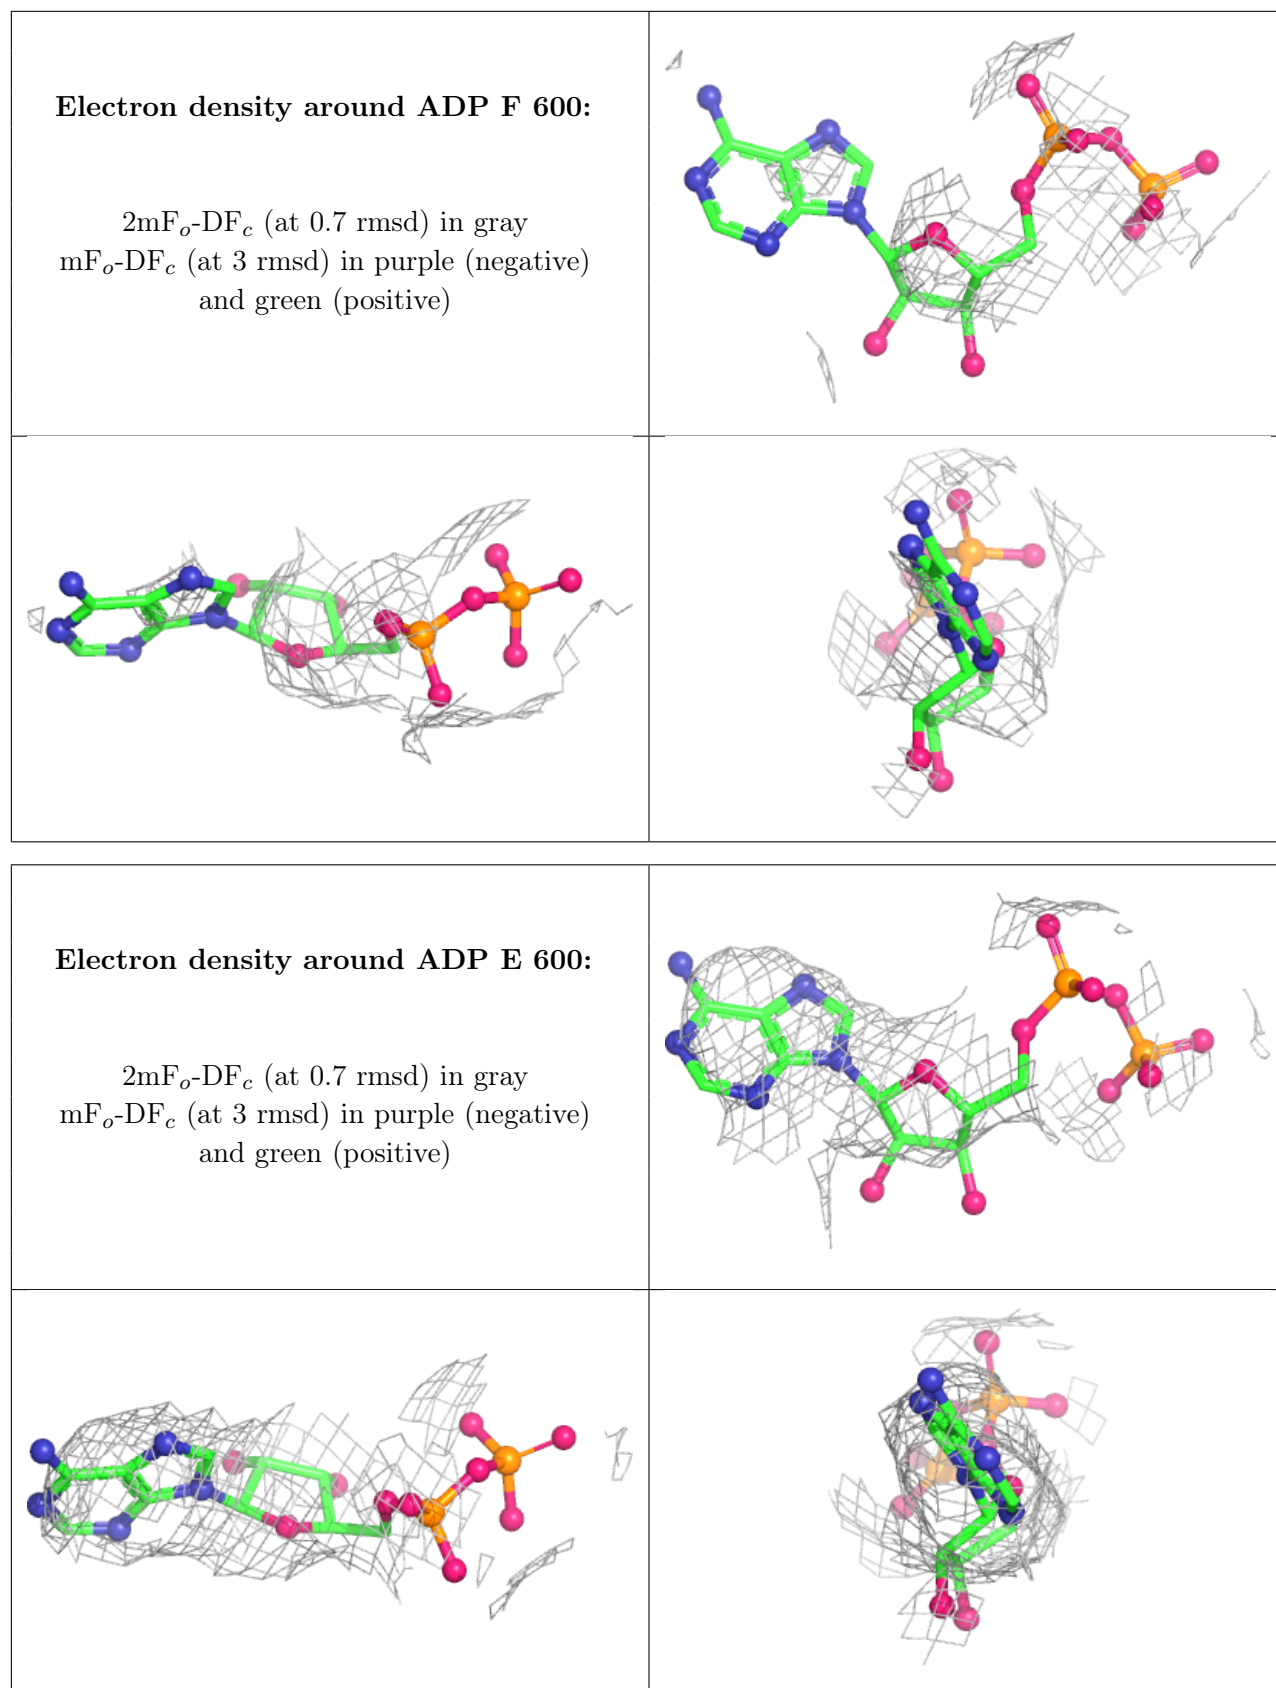 Electron density around ADP F 600:
2mFo-DFc (at 0.7 rmsd) in gray
mFo-DFc (at 3 rmsd) in purple (negative)
and green (positive)
Electron density around ADP E 600:
2mFo-DFc (at 0.7 rmsd) in gray
mFo-DFc (at 3 rmsd) in purple (negative)
and green (positive)